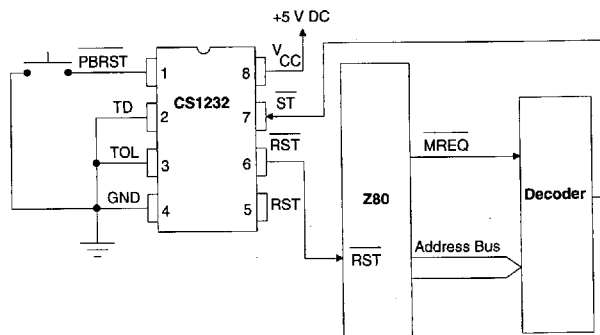 +5 V DC
PBRST
1
TD
2
TOL
3
GND
4
CS1232
VCC
8
ST
7
RST
6
RST
5
Z80
RST
MREQ
Address Bus
Decoder